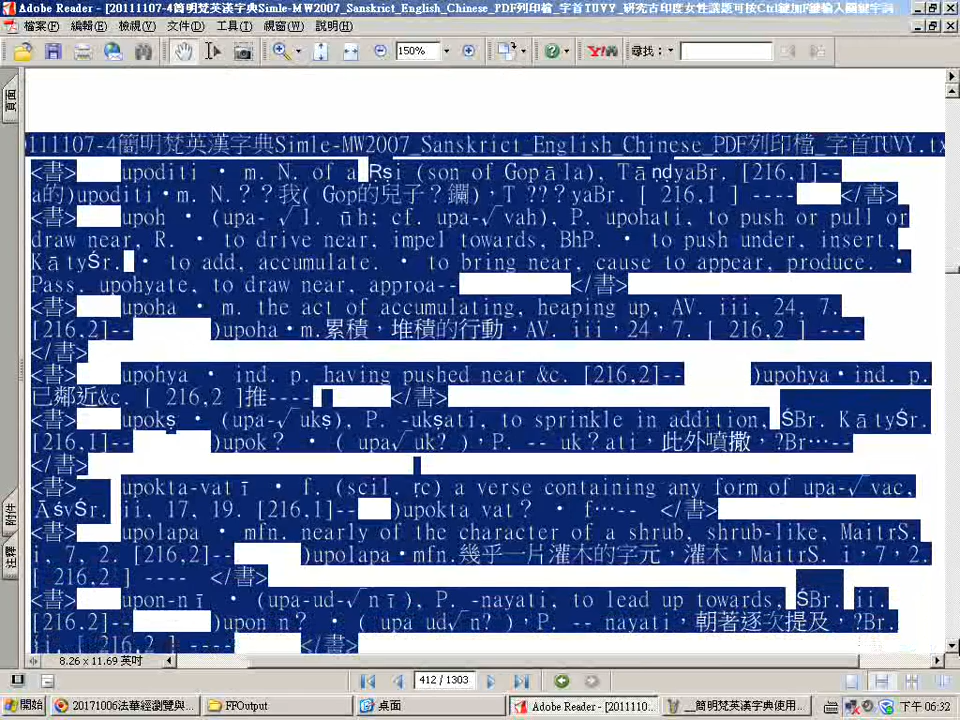 Adobe Reader - [20111107-4簡明梵英漢字典Simle-MW2007_Sanskrict_English_Chinese_PDF列印檔_字首TUVY_研究古印度女性議題可按Ctrl鍵加F鍵輸入關鍵字詞
檔案(F) 編輯(E) 檢視(V) 文件(D) 工具(T) 視窗(W) 說明(H)
150% Y! 尋找:
頁面
111107-4簡明梵英漢字典Simle-MW2007_Sanskrict_English_Chinese_PDF列印檔_字首TUVY.tx
<書> upoditi • m. N. of a Ṛṣi (son of Gopāla), TāṇḍyaBr. [216,1]--
a的)upoditi•m. N.？？我( Gop的兒子？鑭)，T ???yaBr. [ 216,1 ] ---- </書>
<書> upoh • (upa-√1. ūh; cf. upa-√vah), P. upohati, to push or pull or
draw near, R. • to drive near, impel towards, BhP. • to push under, insert,
KātyŚr. • to add, accumulate. • to bring near, cause to appear, produce. •
Pass. upohyate, to draw near, approa-- </書>
<書> upoha • m. the act of accumulating, heaping up, AV. iii, 24, 7.
[216,2]-- )upoha•m.累積，堆積的行動，AV. iii，24，7. [ 216,2 ] ----
</書>
<書> upohya • ind. p. having pushed near &c. [216,2]-- )upohya•ind. p.
已鄰近&c. [ 216,2 ]推---- </書>
<書> upokṣ • (upa-√ukṣ), P. -ukṣati, to sprinkle in addition, ŚBr. KātyŚr.
[216,1]-- )upok? • ( upa√uk? )，P. -- uk？ati，此外噴撒，?Br…--
</書>
<書> upokta-vatī • f. (scil. ṛc) a verse containing any form of upa-√vac,
ĀśvŚr. ii, 17, 19. [216,1]-- )upokta vat？ • f…-- </書>
<書> upolapa • mfn. nearly of the character of a shrub, shrub-like, MaitrS.
i, 7, 2. [216,2]-- )upolapa•mfn.幾乎一片灌木的字元，灌木，MaitrS. i，7，2.
[ 216,2 ] ---- </書>
<書> upon-nī • (upa-ud-√nī), P. -nayati, to lead up towards, ŚBr. ii.
[216,2]-- )upon n? • ( upa ud√n? )，P. -- nayati，朝著逐次提及，?Br.
ii, [ 216,2 ] ---- </書>
附件
注釋
8.26 x 11.69 英吋
412 / 1303
開始 20171006法華經瀏覽與... FFOutput 桌面 Adobe Reader - [2011110... __簡明梵英字典使用... 下午 06:32